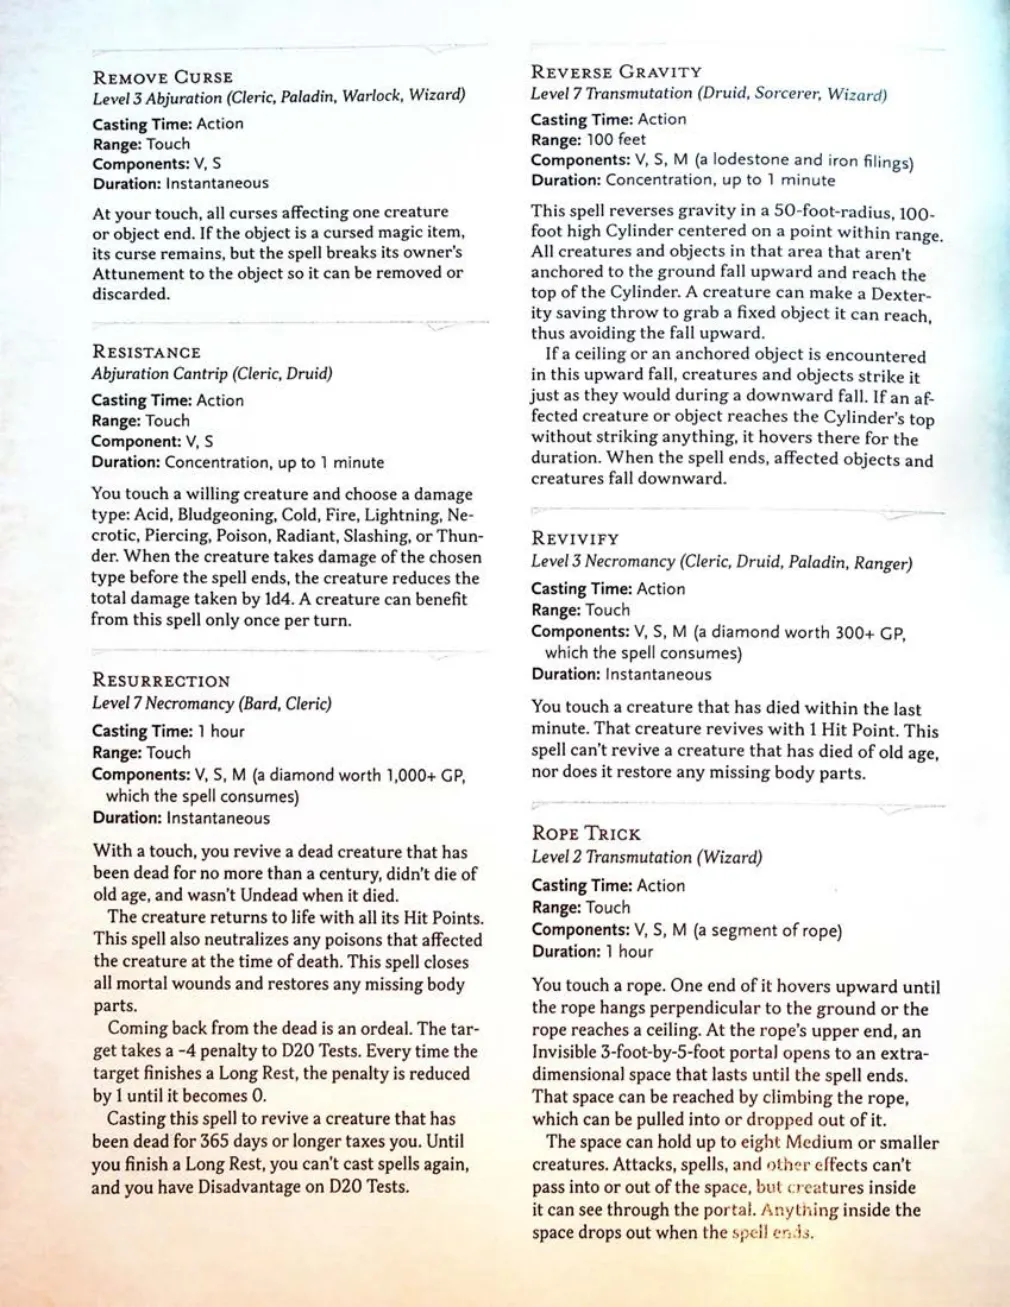 REMOVE CURSE
Level 3 Abjuration (Cleric, Paladin, Warlock, Wizard)
Casting Time: Action
Range: Touch
Components: V, S
Duration: Instantaneous
At your touch, all curses affecting one creature
or object end. If the object is a cursed magic item,
its curse remains, but the spell breaks its owner's
Attunement to the object so it can be removed or
discarded.
RESISTANCE
Abjuration Cantrip (Cleric, Druid)
Casting Time: Action
Range: Touch
Component: V, S
Duration: Concentration, up to 1 minute
You touch a willing creature and choose a damage
type: Acid, Bludgeoning, Cold, Fire, Lightning, Ne-
crotic, Piercing, Poison, Radiant, Slashing, or Thun-
der. When the creature takes damage of the chosen
type before the spell ends, the creature reduces the
total damage taken by 1d4. A creature can benefit
from this spell only once per turn.
RESURRECTION
Level 7 Necromancy (Bard, Cleric)
Casting Time: 1 hour
Range: Touch
Components: V, S, M (a diamond worth 1,000+ GP,
which the spell consumes)
Duration: Instantaneous
With a touch, you revive a dead creature that has
been dead for no more than a century, didn't die of
old age, and wasn't Undead when it died.
The creature returns to life with all its Hit Points.
This spell also neutralizes any poisons that affected
the creature at the time of death. This spell closes
all mortal wounds and restores any missing body
parts.
Coming back from the dead is an ordeal. The tar-
get takes a −4 penalty to D20 Tests. Every time the
target finishes a Long Rest, the penalty is reduced
by 1 until it becomes 0.
Casting this spell to revive a creature that has
been dead for 365 days or longer taxes you. Until
you finish a Long Rest, you can't cast spells again,
and you have Disadvantage on D20 Tests.
REVERSE GRAVITY
Level 7 Transmutation (Druid, Sorcerer, Wizard)
Casting Time: Action
Range: 100 feet
Components: V, S, M (a lodestone and iron filings)
Duration: Concentration, up to 1 minute
This spell reverses gravity in a 50-foot-radius, 100-
foot high Cylinder centered on a point within range.
All creatures and objects in that area that aren't
anchored to the ground fall upward and reach the
top of the Cylinder. A creature can make a Dexter-
ity saving throw to grab a fixed object it can reach,
thus avoiding the fall upward.
If a ceiling or an anchored object is encountered
in this upward fall, creatures and objects strike it
just as they would during a downward fall. If an af-
fected creature or object reaches the Cylinder's top
without striking anything, it hovers there for the
duration. When the spell ends, affected objects and
creatures fall downward.
REVIVIFY
Level 3 Necromancy (Cleric, Druid, Paladin, Ranger)
Casting Time: Action
Range: Touch
Components: V, S, M (a diamond worth 300+ GP,
which the spell consumes)
Duration: Instantaneous
You touch a creature that has died within the last
minute. That creature revives with 1 Hit Point. This
spell can't revive a creature that has died of old age,
nor does it restore any missing body parts.
ROPE TRICK
Level 2 Transmutation (Wizard)
Casting Time: Action
Range: Touch
Components: V, S, M (a segment of rope)
Duration: 1 hour
You touch a rope. One end of it hovers upward until
the rope hangs perpendicular to the ground or the
rope reaches a ceiling. At the rope's upper end, an
Invisible 3-foot-by-5-foot portal opens to an extra-
dimensional space that lasts until the spell ends.
That space can be reached by climbing the rope,
which can be pulled into or dropped out of it.
The space can hold up to eight Medium or smaller
creatures. Attacks, spells, and other effects can't
pass into or out of the space, but creatures inside
it can see through the portal. Anything inside the
space drops out when the spell ends.